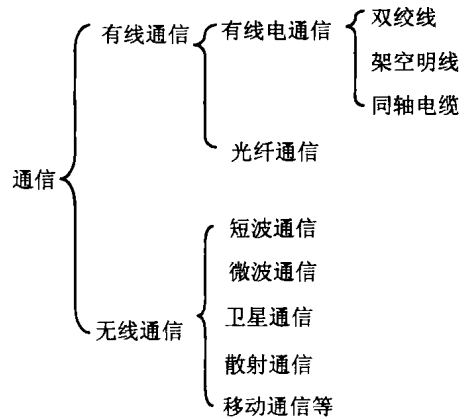 通信
有线通信
有线电通信
双绞线
架空明线
同轴电缆
光纤通信
无线通信
短波通信
微波通信
卫星通信
散射通信
移动通信等